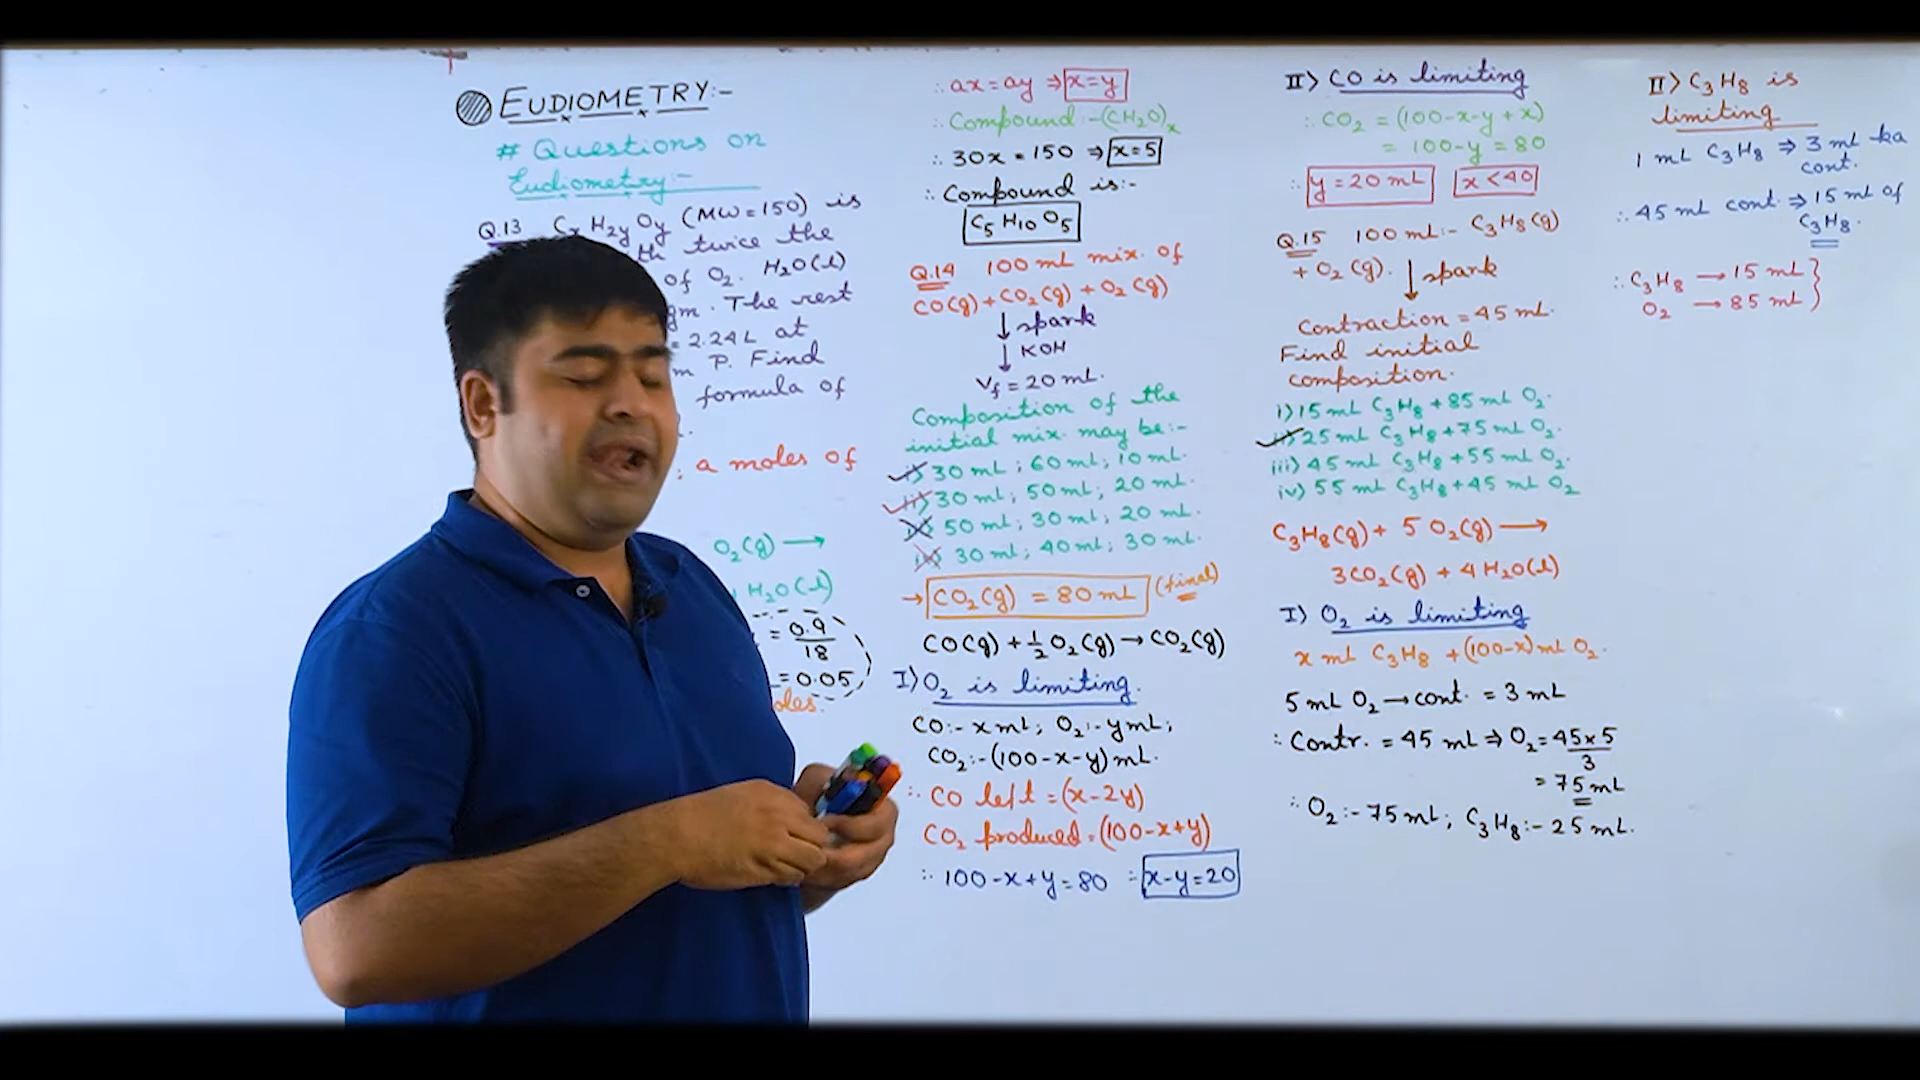 EUDIOMETRY:-
# Questions on
Eudiometry:-
Q.13 CxH2yOy (MW=150) is
twice the
of O2. H2O(l)
gm. The rest
= 2.24L at
P. Find
formula of
; a moles of
O2(g) →
H2O(l)
= 0.9/18
= 0.05
∴ ax = ay ⇒ x=y
∴ Compound :- (CH2O)x
∴ 30x = 150 ⇒ x=5
∴ Compound is:-
C5H10O5
Q.14 100 mL mix. of
CO(g) + CO2(g) + O2(g)
↓ spark
↓ KOH
Vf = 20 mL.
Composition of the
initial mix. may be:-
i) 30 mL; 60 mL; 10 mL.
ii) 30 mL; 50 mL; 20 mL.
iii) 50 mL; 30 mL; 20 mL.
iv) 30 mL; 40 mL; 30 mL.
→ CO2(g) = 80 mL (final)
CO(g) + 1/2 O2(g) → CO2(g)
I) O2 is limiting.
CO:- x mL; O2:- y mL;
CO2:- (100-x-y) mL.
∴ CO left = (x-2y)
CO2 produced = (100-x+y)
∴ 100-x+y = 80 ∴ x-y=20
II) CO is limiting
∴ CO2 = (100-x-y+x)
= 100-y = 80
∴ y = 20 mL x < 40
Q.15 100 mL:- C3H8(g)
+ O2(g). ↓ spark
Contraction = 45 mL.
Find initial
composition.
i) 15 mL C3H8 + 85 mL O2.
ii) 25 mL C3H8 + 75 mL O2.
iii) 45 mL C3H8 + 55 mL O2.
iv) 55 mL C3H8 + 45 mL O2
C3H8(g) + 5 O2(g) →
3CO2(g) + 4H2O(l)
I) O2 is limiting
x mL C3H8 + (100-x) mL O2.
5 mL O2 → cont. = 3 mL
∴ Contr. = 45 mL ⇒ O2 = 45×5/3
= 75 mL
∴ O2:- 75 mL; C3H8:- 25 mL.
II) C3H8 is
limiting
1 mL C3H8 ⇒ 3 mL ka
cont.
∴ 45 mL cont. ⇒ 15 mL of
C3H8.
∴ C3H8 → 15 mL
O2 → 85 mL }